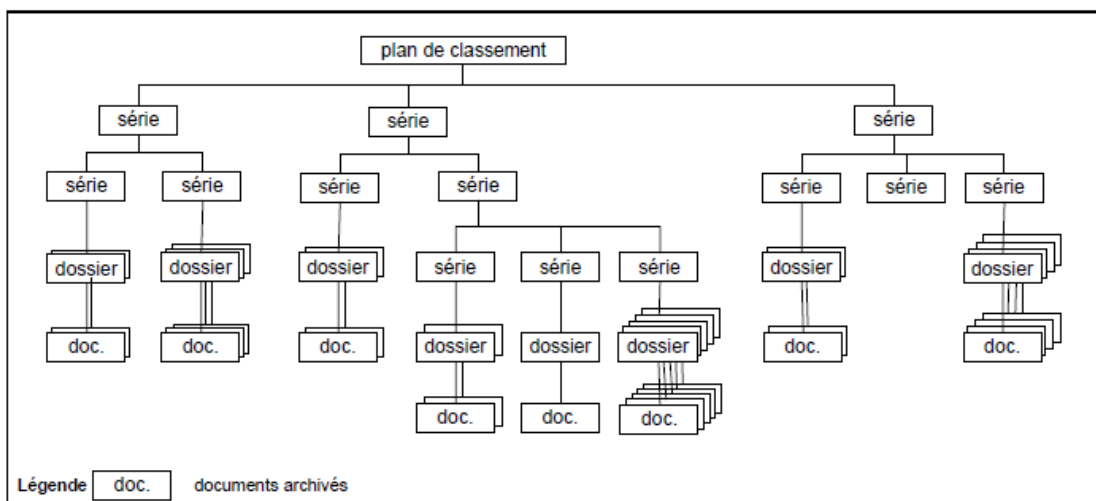 plan de classement
série série série
série série série série série série série
dossier dossier dossier série série série dossier dossier
doc. doc. doc. dossier dossier dossier doc. doc.
doc. doc. doc.
Légende doc. documents archivés